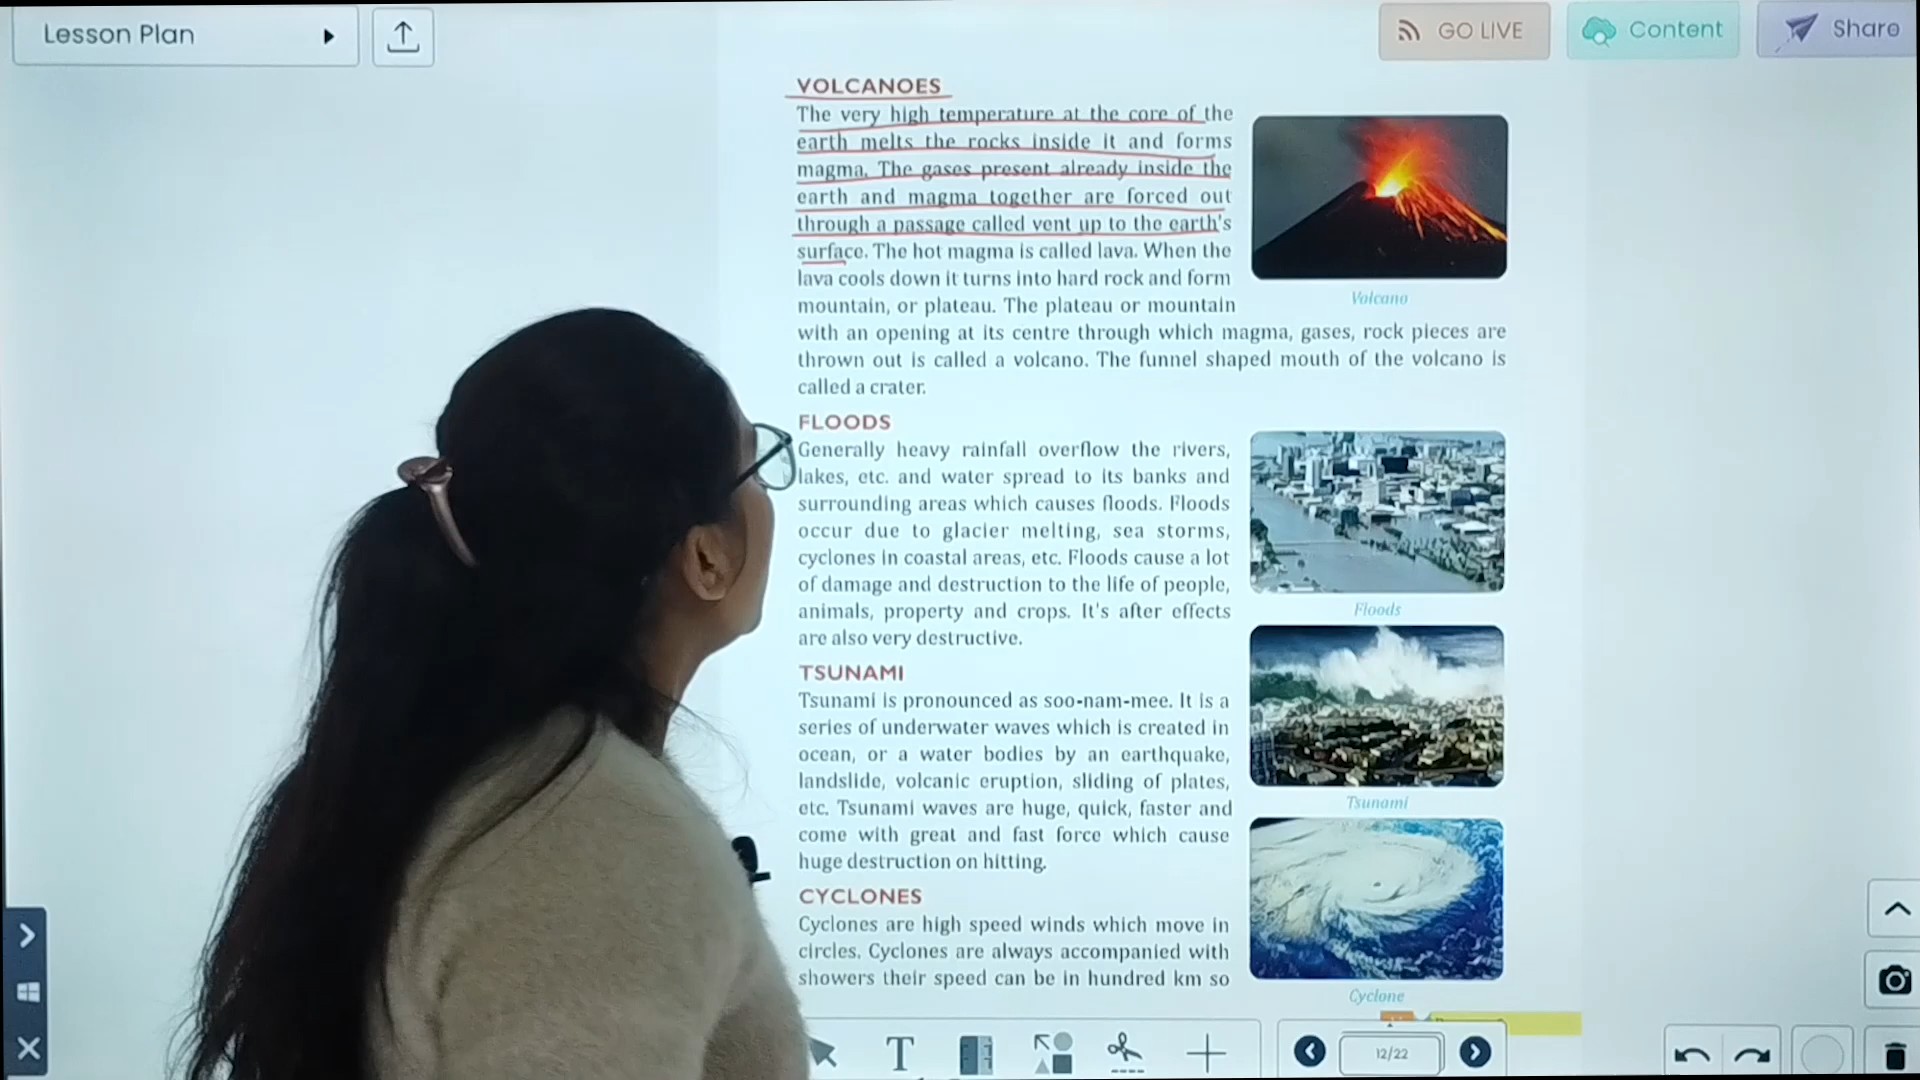 Lesson Plan
GO LIVE
Content
Share
VOLCANOES
The very high temperature at the core of the
earth melts the rocks inside it and forms
magma. The gases present already inside the
earth and magma together are forced out
through a passage called vent up to the earth's
surface. The hot magma is called lava. When the
lava cools down it turns into hard rock and form
mountain, or plateau. The plateau or mountain
with an opening at its centre through which magma, gases, rock pieces are
thrown out is called a volcano. The funnel shaped mouth of the volcano is
called a crater.
Volcano
FLOODS
Generally heavy rainfall overflow the rivers,
lakes, etc. and water spread to its banks and
surrounding areas which causes floods. Floods
occur due to glacier melting, sea storms,
cyclones in coastal areas, etc. Floods cause a lot
of damage and destruction to the life of people,
animals, property and crops. It's after effects
are also very destructive.
Floods
TSUNAMI
Tsunami is pronounced as soo-nam-mee. It is a
series of underwater waves which is created in
ocean, or a water bodies by an earthquake,
landslide, volcanic eruption, sliding of plates,
etc. Tsunami waves are huge, quick, faster and
come with great and fast force which cause
huge destruction on hitting.
Tsunami
CYCLONES
Cyclones are high speed winds which move in
circles. Cyclones are always accompanied with
showers their speed can be in hundred km so
Cyclone
T
12/22